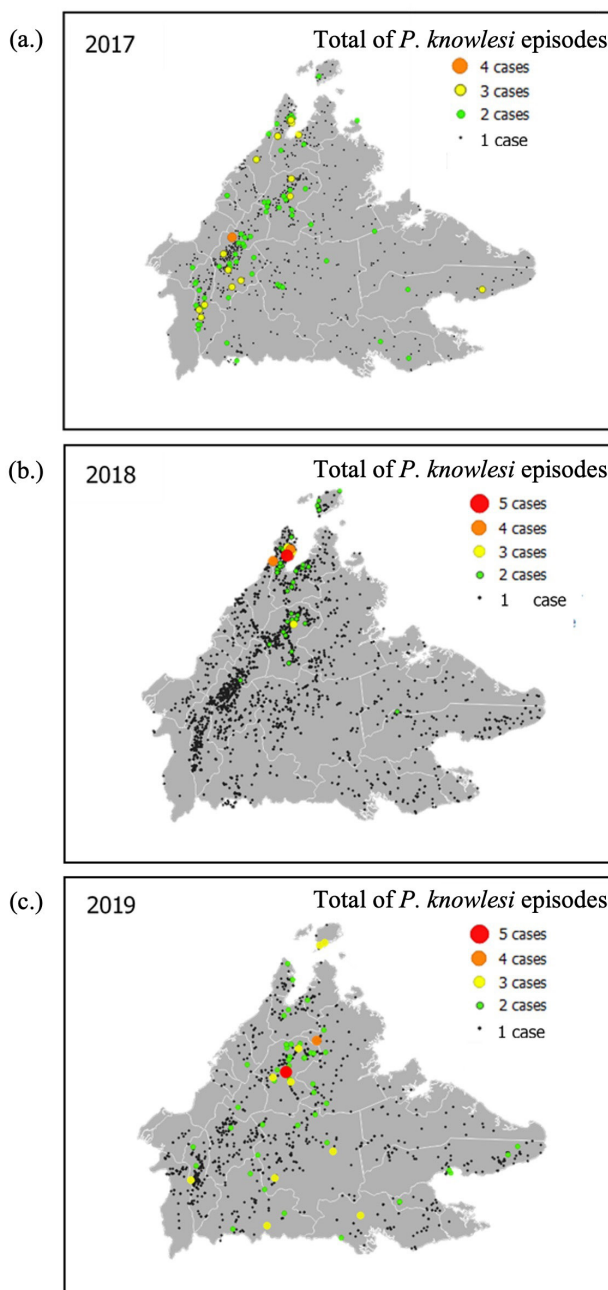 (a.)
2017
Total of P. knowlesi episodes
4 cases
3 cases
2 cases
1 case
(b.)
2018
Total of P. knowlesi episodes
5 cases
4 cases
3 cases
2 cases
1 case
(c.)
2019
Total of P. knowlesi episodes
5 cases
4 cases
3 cases
2 cases
1 case